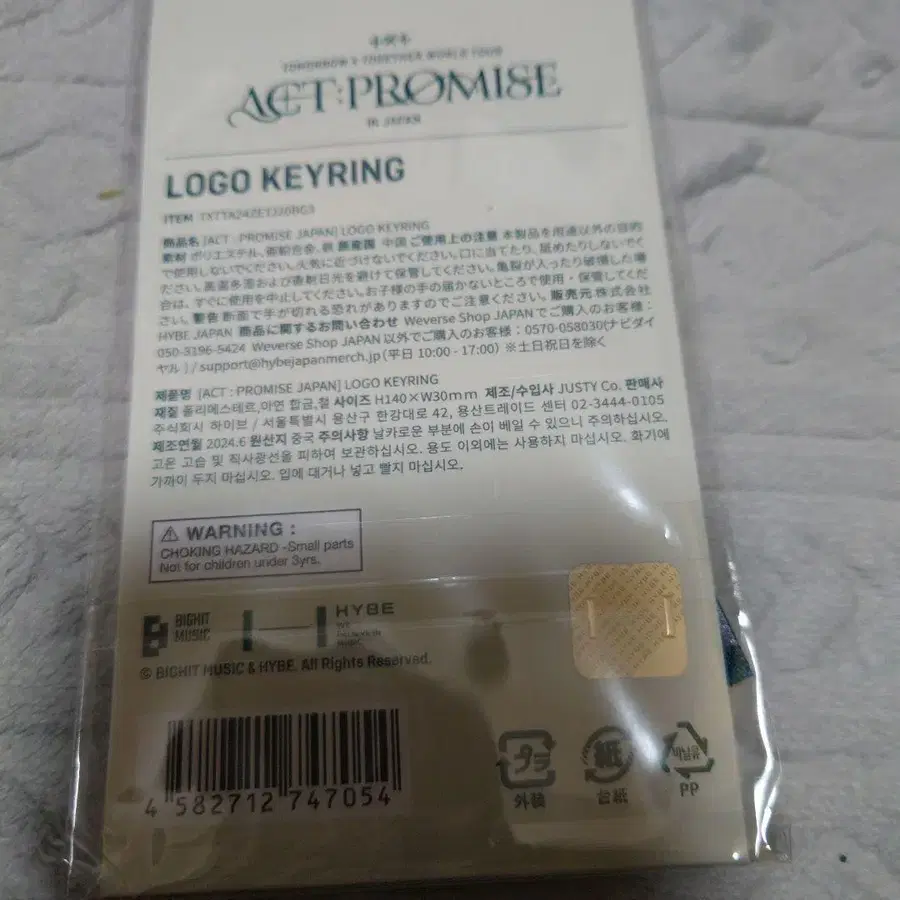 TOMORROW X TOGETHER WORLD TOUR
ACT:PROMISE
IN JAPAN
LOGO KEYRING
ITEM
商品名 [ACT : PROMISE JAPAN] LOGO KEYRING
素材 ポリエステル、亜鉛合金、鉄 原産国 中国 ご使用上の注意 本製品を用途以外の目的
で使用しないでください。火気に近づけないでください。口に当てたり、舐めたりしないでく
ださい。高温多湿および直射日光を避けて保管してください。亀裂が入ったり破損した場
合は、すぐに使用を中止してください。お子様の手の届かないところで使用・保管してくだ
さい。警告 断面で手が切れる恐れがありますのでご注意ください。販売元 株式会社
HYBE JAPAN 商品に関するお問い合わせ Weverse Shop JAPANでご購入のお客様：
050-3196-5424 Weverse Shop JAPAN以外でご購入のお客様：0570-058030(ナビダイ
ヤル) / support@hybejapanmerch.jp (平日 10:00 - 17:00) ※土日祝日を除く
제품명 [ACT : PROMISE JAPAN] LOGO KEYRING
재질 폴리에스테르,아연 합금,철 사이즈 H140×W30mm 제조/수입사 JUSTY Co. 판매사
주식회사 하이브 / 서울특별시 용산구 한강대로 42, 용산트레이드 센터 02-3444-0105
제조연월 2024.6 원산지 중국 주의사항 날카로운 부분에 손이 베일 수 있으니 주의하십시오.
고온 고습 및 직사광선을 피하여 보관하십시오. 용도 이외에는 사용하지 마십시오. 화기에
가까이 두지 마십시오. 입에 대거나 넣고 빨지 마십시오.
⚠ WARNING :
CHOKING HAZARD -Small parts
Not for children under 3yrs.
BIGHIT
MUSIC
HYBE
© BIGHIT MUSIC & HYBE. All Rights Reserved.
4 582712 747054
プラ
外装
紙
台紙
비닐류
PP